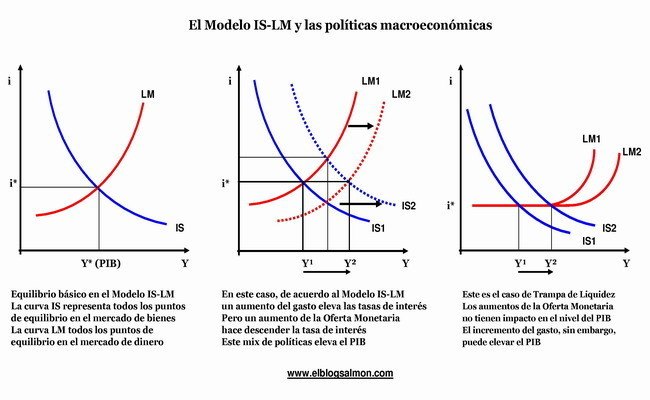 El Modelo IS-LM y las políticas macroeconómicas
i
LM
i*
IS
Y* (PIB)
Y
i
LM1
LM2
i*
IS2
IS1
Y¹
Y²
Y
i
LM1
LM2
i*
IS2
IS1
Y¹
Y²
Y
Equilibrio básico en el Modelo IS-LM
La curva IS representa todos los puntos
de equilibrio en el mercado de bienes
La curva LM todos los puntos de
equilibrio en el mercado de dinero
En este caso, de acuerdo al Modelo IS-LM
un aumento del gasto eleva las tasas de interés
Pero un aumento de la Oferta Monetaria
hace descender la tasa de interés
Este mix de políticas eleva el PIB
Este es el caso de Trampa de Liquidez
Los aumentos de la Oferta Monetaria
no tienen impacto en el nivel del PIB
El incremento del gasto, sin embargo,
puede elevar el PIB
www.elblogsalmon.com